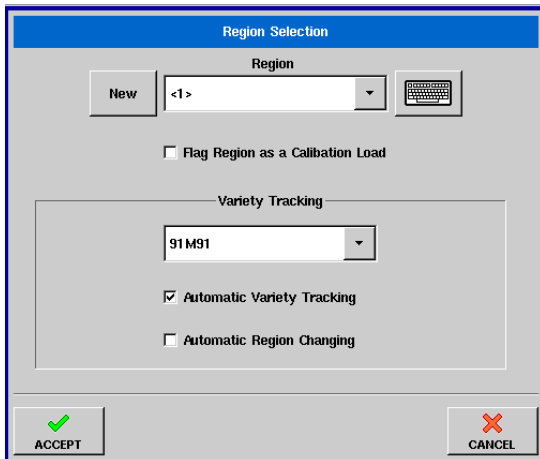 Region Selection
Region
New
<1>
Flag Region as a Calibation Load
Variety Tracking
91M91
Automatic Variety Tracking
Automatic Region Changing
ACCEPT
CANCEL